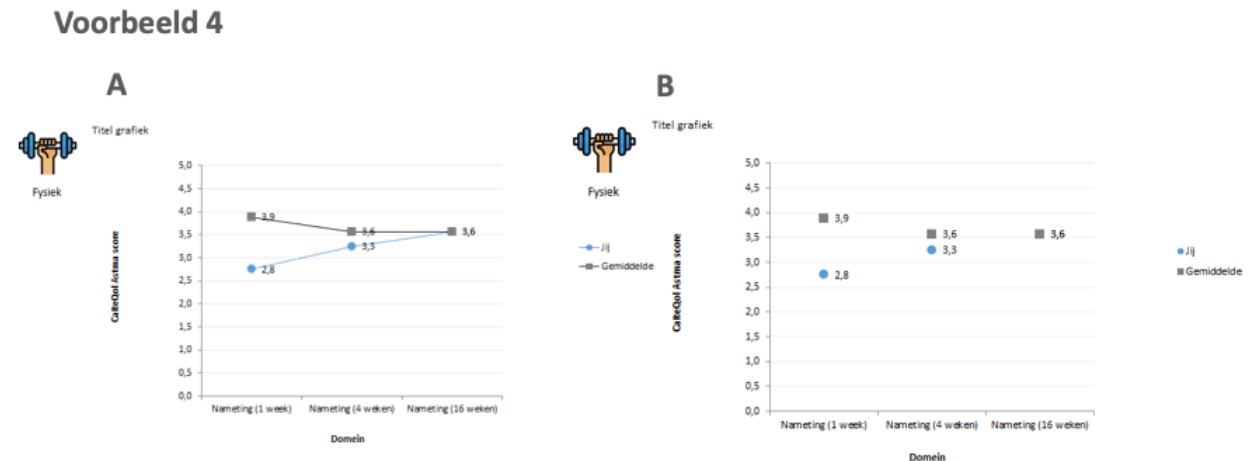 Voorbeeld 4
A
Titel grafiek
Fysiek
5,0
4,5
4,0
3,5
3,0
2,5
2,0
1,5
1,0
0,5
0,0
CaReQol Astma score
3,9
3,6
3,6
2,8
3,3
Nameting (1 week) Nameting (4 weken) Nameting (16 weken)
Domein
Jij
Gemiddelde
B
Titel grafiek
Fysiek
5,0
4,5
4,0
3,5
3,0
2,5
2,0
1,5
1,0
0,5
0,0
CaReQol Astma score
3,9
3,6
3,6
3,3
2,8
Nameting (1 week) Nameting (4 weken) Nameting (16 weken)
Domein
Jij
Gemiddelde